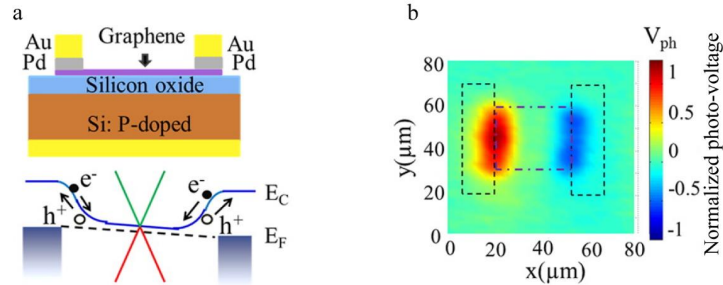 a
Au
Graphene
Au
Pd
Pd
Silicon oxide
Si: P-doped
e-
e-
h+
h+
EC
EF
b
Vph
80
60
40
20
0
0 20 40 60 80
y(µm)
x(µm)
1
0.5
0
-0.5
-1
Normalized photo-voltage